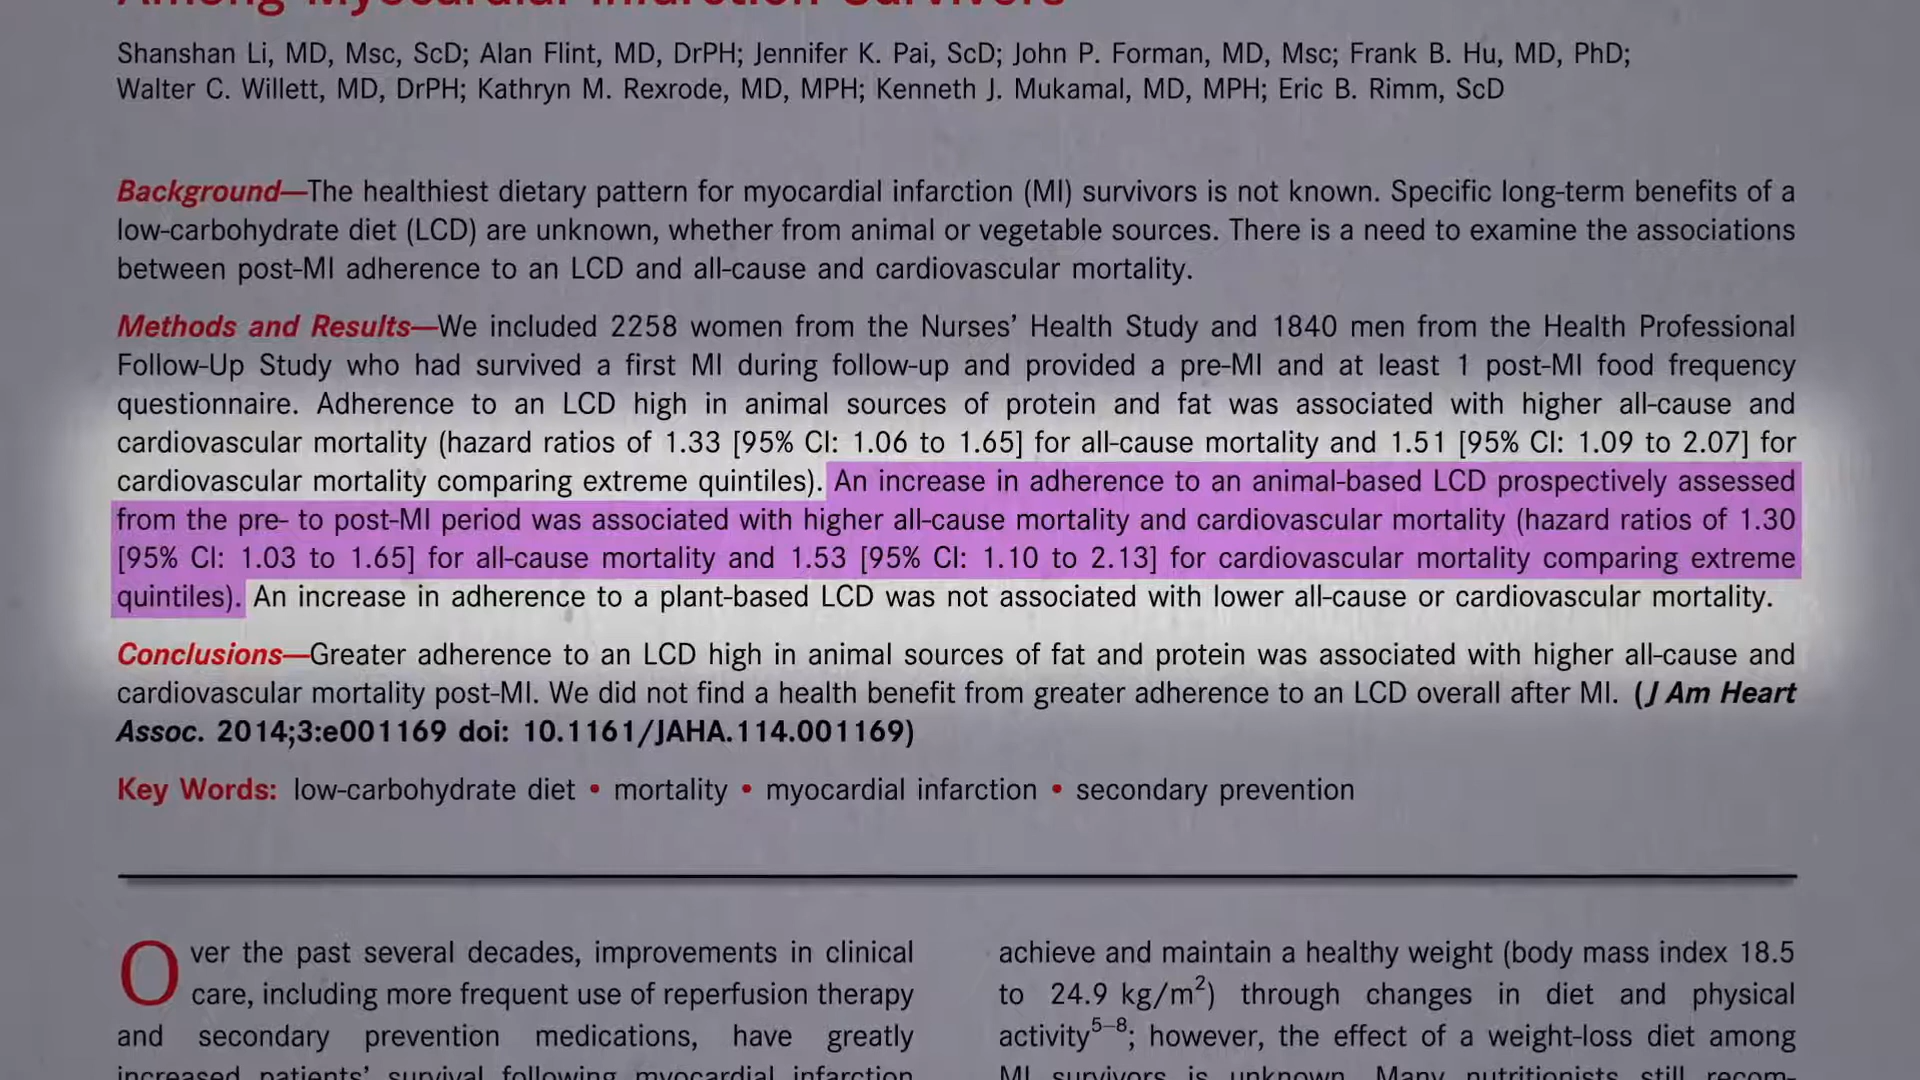 Among Myocardial Infarction Survivors
Shanshan Li, MD, Msc, ScD; Alan Flint, MD, DrPH; Jennifer K. Pai, ScD; John P. Forman, MD, Msc; Frank B. Hu, MD, PhD;
Walter C. Willett, MD, DrPH; Kathryn M. Rexrode, MD, MPH; Kenneth J. Mukamal, MD, MPH; Eric B. Rimm, ScD
Background—The healthiest dietary pattern for myocardial infarction (MI) survivors is not known. Specific long-term benefits of a
low-carbohydrate diet (LCD) are unknown, whether from animal or vegetable sources. There is a need to examine the associations
between post-MI adherence to an LCD and all-cause and cardiovascular mortality.
Methods and Results—We included 2258 women from the Nurses’ Health Study and 1840 men from the Health Professional
Follow-Up Study who had survived a first MI during follow-up and provided a pre-MI and at least 1 post-MI food frequency
questionnaire. Adherence to an LCD high in animal sources of protein and fat was associated with higher all-cause and
cardiovascular mortality (hazard ratios of 1.33 [95% CI: 1.06 to 1.65] for all-cause mortality and 1.51 [95% CI: 1.09 to 2.07] for
cardiovascular mortality comparing extreme quintiles). An increase in adherence to an animal-based LCD prospectively assessed
from the pre- to post-MI period was associated with higher all-cause mortality and cardiovascular mortality (hazard ratios of 1.30
[95% CI: 1.03 to 1.65] for all-cause mortality and 1.53 [95% CI: 1.10 to 2.13] for cardiovascular mortality comparing extreme
quintiles). An increase in adherence to a plant-based LCD was not associated with lower all-cause or cardiovascular mortality.
Conclusions—Greater adherence to an LCD high in animal sources of fat and protein was associated with higher all-cause and
cardiovascular mortality post-MI. We did not find a health benefit from greater adherence to an LCD overall after MI. (J Am Heart
Assoc. 2014;3:e001169 doi: 10.1161/JAHA.114.001169)
Key Words: low-carbohydrate diet • mortality • myocardial infarction • secondary prevention
Over the past several decades, improvements in clinical
care, including more frequent use of reperfusion therapy
and secondary prevention medications, have greatly
increased patients’ survival following myocardial infarction
achieve and maintain a healthy weight (body mass index 18.5
to 24.9 kg/m²) through changes in diet and physical
activity⁵⁻⁸; however, the effect of a weight-loss diet among
MI survivors is unknown. Many nutritionists still recom-